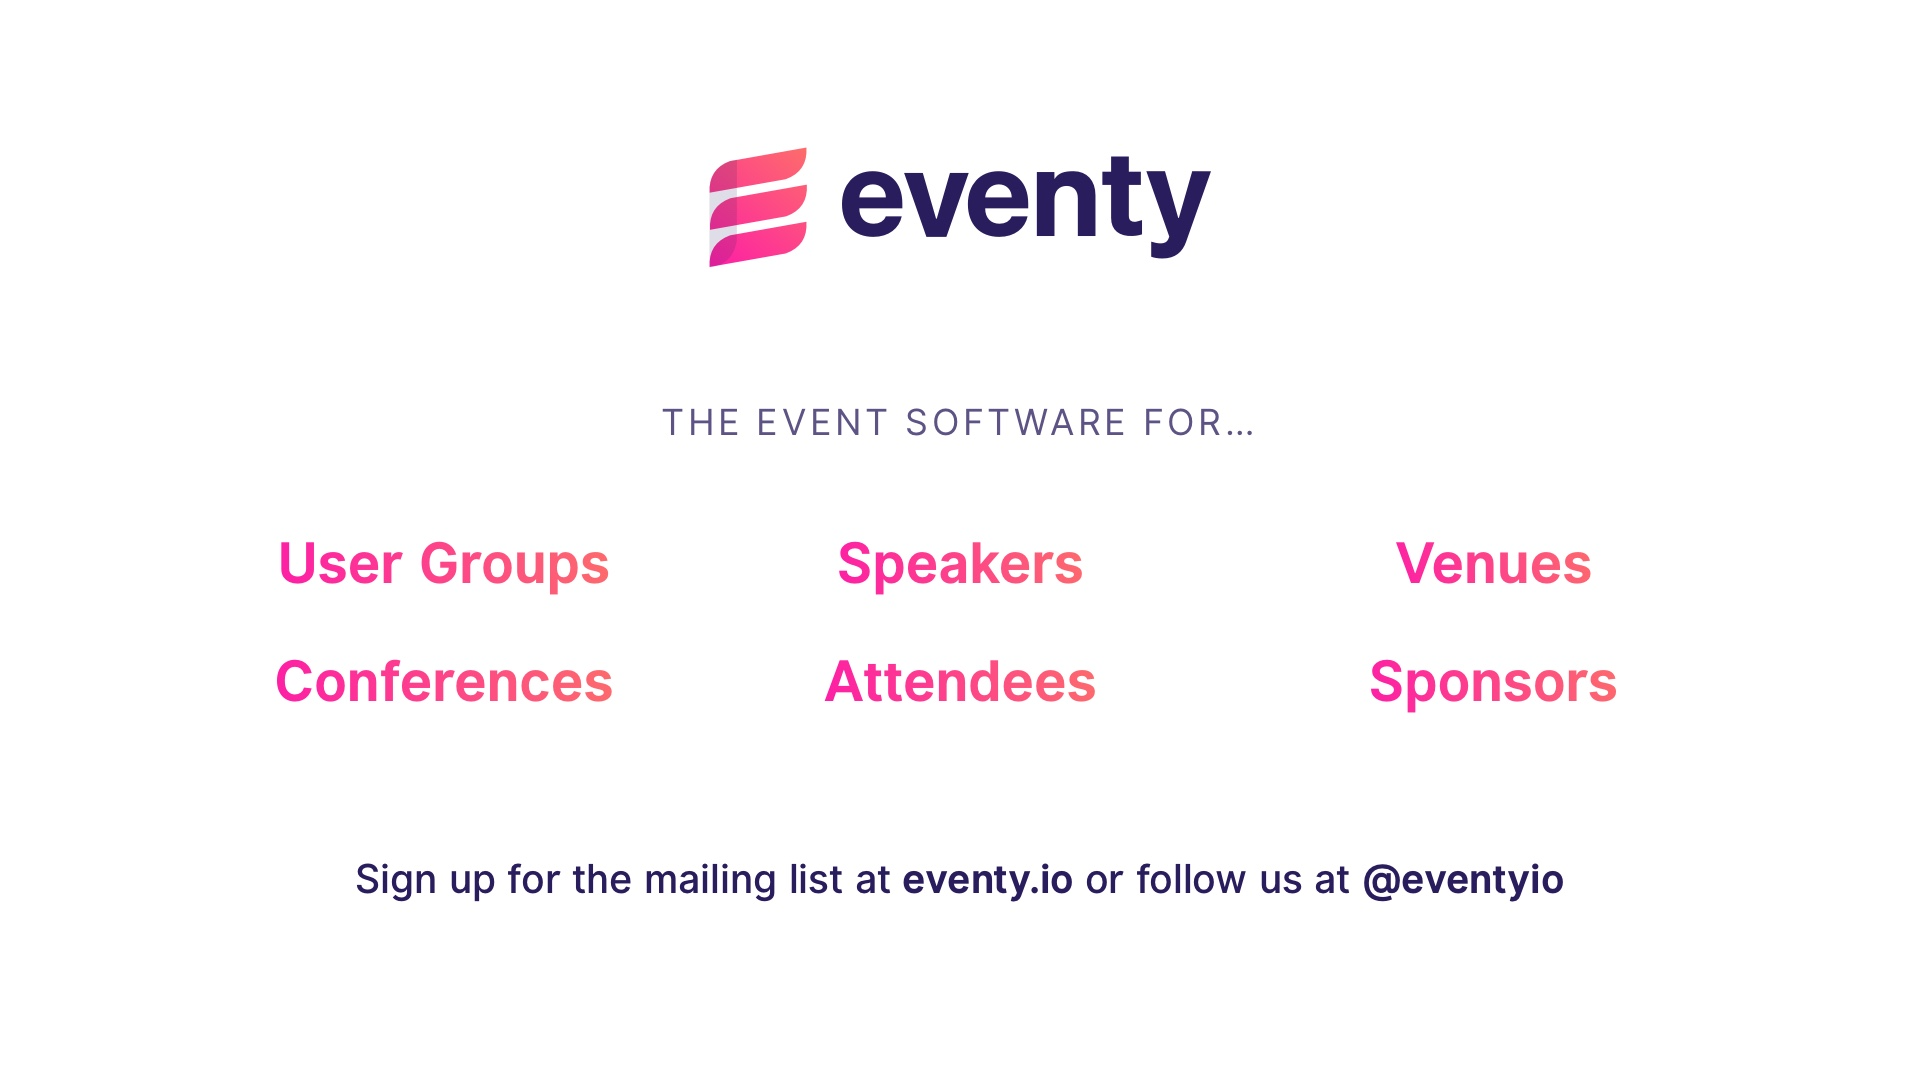 eventy
THE EVENT SOFTWARE FOR...
User Groups Speakers Venues
Conferences Attendees Sponsors
Sign up for the mailing list at eventy.io or follow us at @eventyio